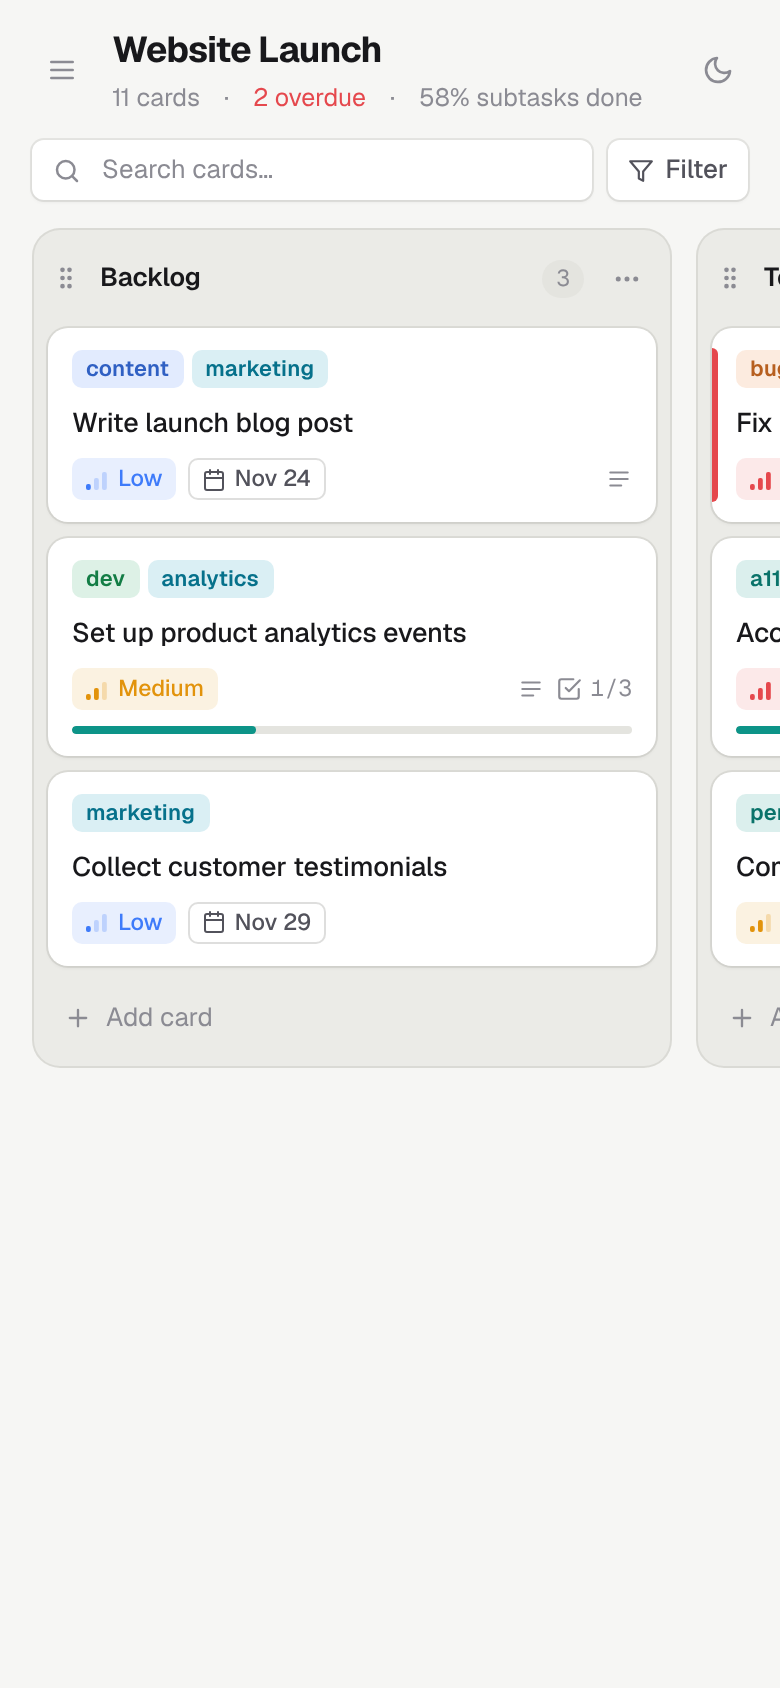 Website Launch
11 cards · 2 overdue · 58% subtasks done
Search cards...
Filter
Backlog
3
content marketing
Write launch blog post
Low Nov 24
dev analytics
Set up product analytics events
Medium 1/3
marketing
Collect customer testimonials
Low Nov 29
Add card
Fix